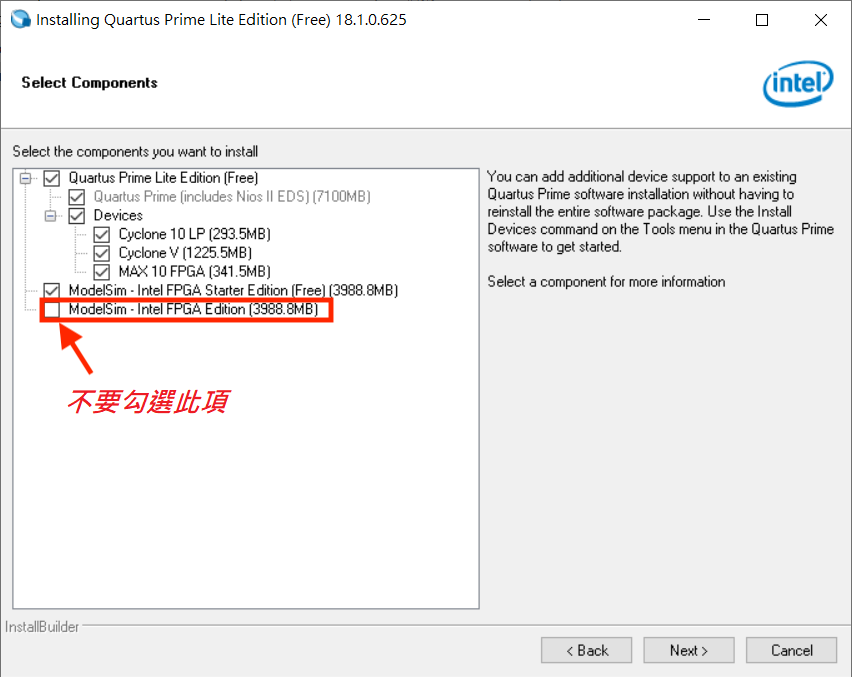 Installing Quartus Prime Lite Edition (Free) 18.1.0.625
Select Components
intel
Select the components you want to install
Quartus Prime Lite Edition (Free)
Quartus Prime (includes Nios II EDS) (7100MB)
Devices
Cyclone 10 LP (293.5MB)
Cyclone V (1225.5MB)
MAX 10 FPGA (341.5MB)
ModelSim - Intel FPGA Starter Edition (Free) (3988.8MB)
ModelSim - Intel FPGA Edition (3988.8MB)
不要勾選此項
You can add additional device support to an existing
Quartus Prime software installation without having to
reinstall the entire software package. Use the Install
Devices command on the Tools menu in the Quartus Prime
software to get started.
Select a component for more information
InstallBuilder
< Back
Next >
Cancel